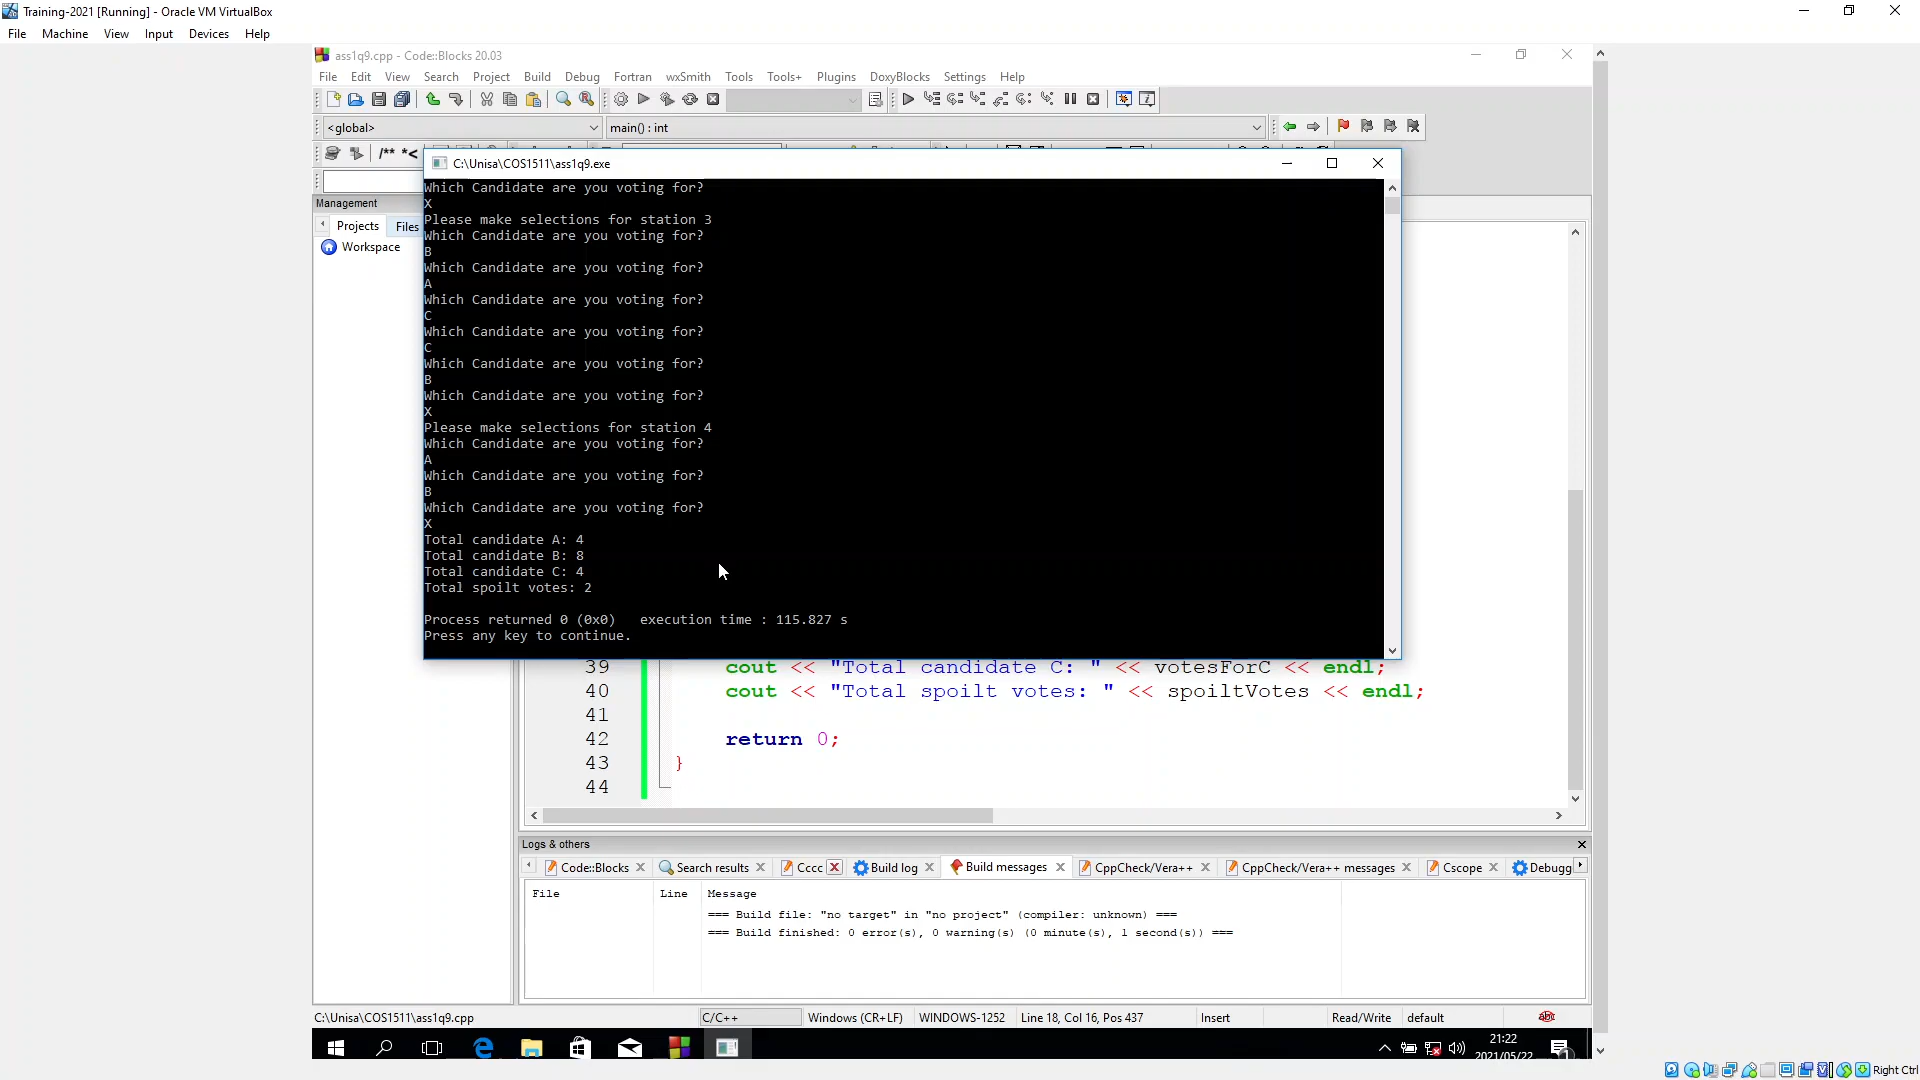 Training-2021 [Running] - Oracle VM VirtualBox
File Machine View Input Devices Help
ass1q9.cpp - Code::Blocks 20.03
File Edit View Search Project Build Debug Fortran wxSmith Tools Tools+ Plugins DoxyBlocks Settings Help
<global> main() : int
/** *<
C:\Unisa\COS1511\ass1q9.exe
Management
Projects Files
Workspace
Which Candidate are you voting for?
X
Please make selections for station 3
Which Candidate are you voting for?
B
Which Candidate are you voting for?
A
Which Candidate are you voting for?
C
Which Candidate are you voting for?
C
Which Candidate are you voting for?
B
Which Candidate are you voting for?
X
Please make selections for station 4
Which Candidate are you voting for?
A
Which Candidate are you voting for?
B
Which Candidate are you voting for?
X
Total candidate A: 4
Total candidate B: 8
Total candidate C: 4
Total spoilt votes: 2
Process returned 0 (0x0)   execution time : 115.827 s
Press any key to continue.
39 cout << "Total candidate C: " << votesForC << endl;
40 cout << "Total spoilt votes: " << spoiltVotes << endl;
41
42 return 0;
43 }
44
Logs & others
Code::Blocks Search results Cccc Build log Build messages CppCheck/Vera++ CppCheck/Vera++ messages Cscope Debugg
File Line Message
=== Build file: "no target" in "no project" (compiler: unknown) ===
=== Build finished: 0 error(s), 0 warning(s) (0 minute(s), 1 second(s)) ===
C:\Unisa\COS1511\ass1q9.cpp C/C++ Windows (CR+LF) WINDOWS-1252 Line 18, Col 16, Pos 437 Insert Read/Write default abc
21:22
2021/05/22
1
Right Ctrl